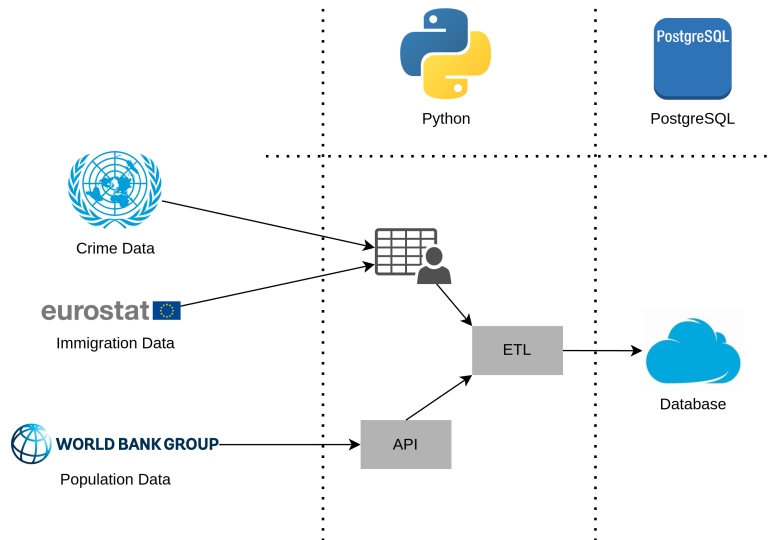 PostgreSQL
Python
PostgreSQL
Crime Data
eurostat
Immigration Data
ETL
Database
WORLD BANK GROUP
API
Population Data